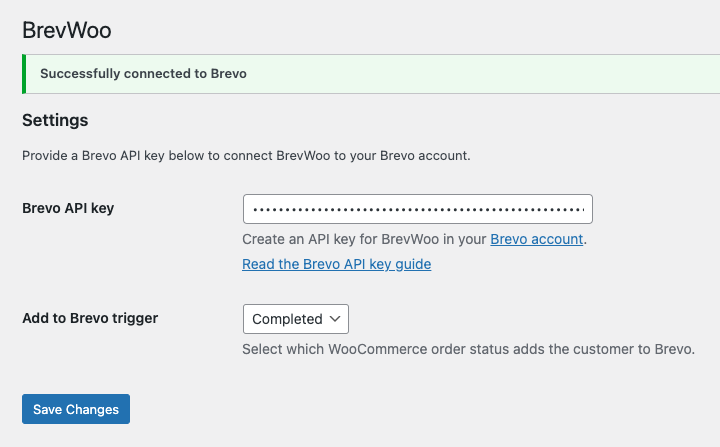 BrevWoo
Successfully connected to Brevo
Settings
Provide a Brevo API key below to connect BrevWoo to your Brevo account.
Brevo API key
Create an API key for BrevWoo in your Brevo account.
Read the Brevo API key guide
Add to Brevo trigger
Completed
Select which WooCommerce order status adds the customer to Brevo.
Save Changes